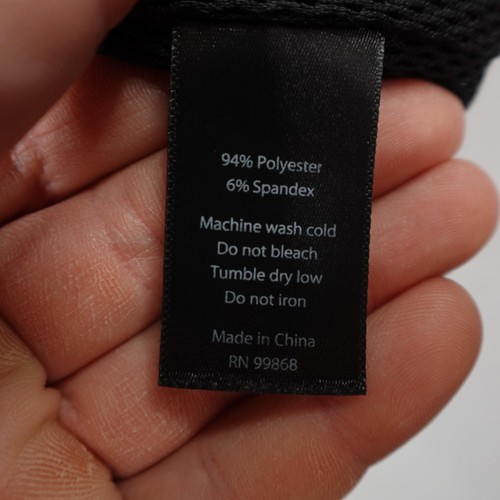 94% Polyester
6% Spandex
Machine wash cold
Do not bleach
Tumble dry low
Do not iron
Made in China
RN 99868